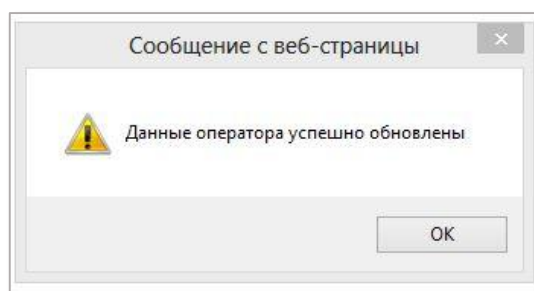 Сообщение с веб-страницы
Данные оператора успешно обновлены
OK